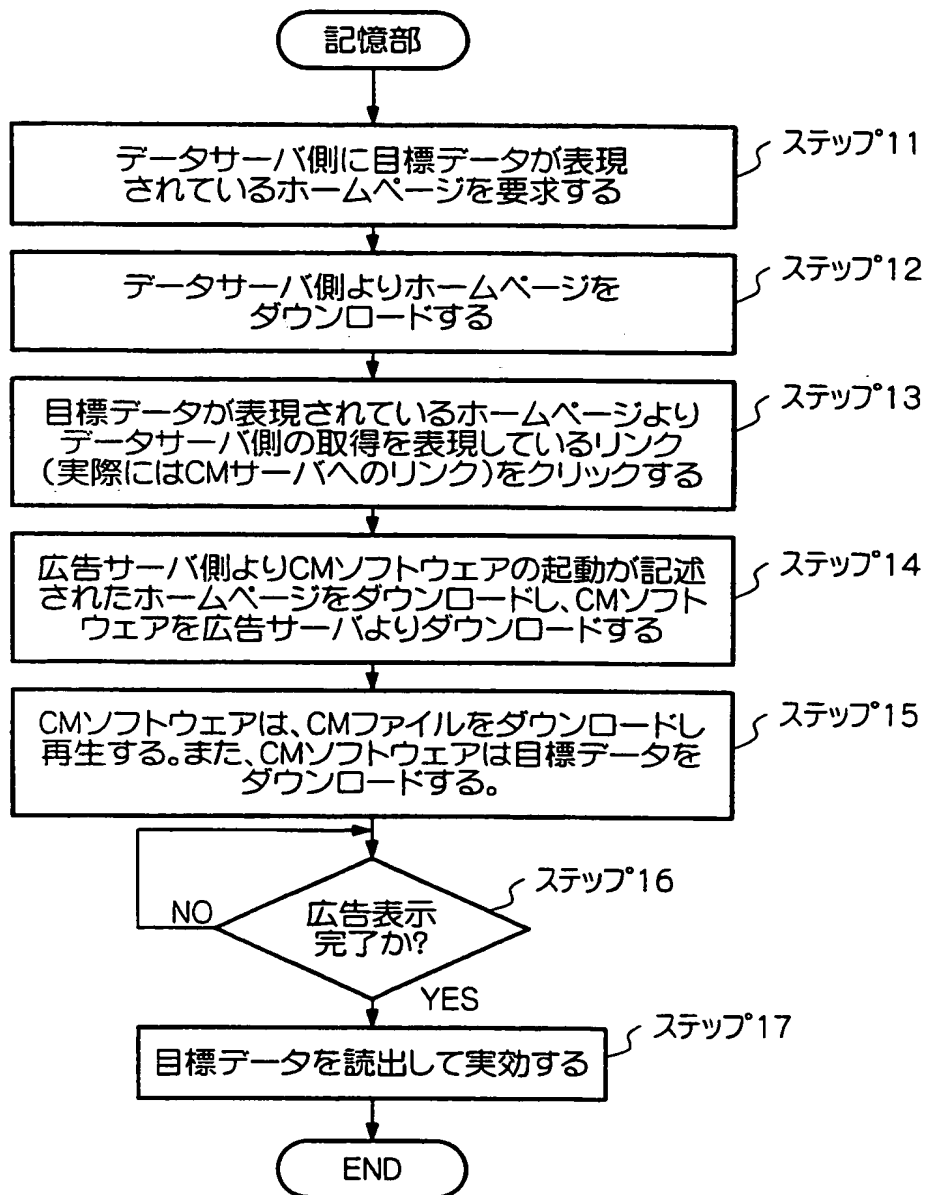 記憶部
データサーバ側に目標データが表現
されているホームページを要求する
ステップ11
データサーバ側よりホームページを
ダウンロードする
ステップ12
目標データが表現されているホームページより
データサーバ側の取得を表現しているリンク
(実際にはCMサーバへのリンク)をクリックする
ステップ13
広告サーバ側よりCMソフトウェアの起動が記述
されたホームページをダウンロードし、CMソフト
ウェアを広告サーバよりダウンロードする
ステップ14
CMソフトウェアは、CMファイルをダウンロードし
再生する。また、CMソフトウェアは目標データを
ダウンロードする。
ステップ15
ステップ16
広告表示
完了か?
NO
YES
ステップ17
目標データを読出して実効する
END